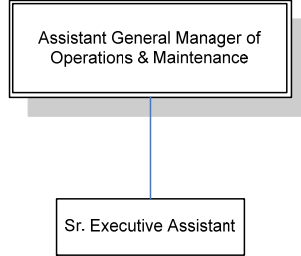 Assistant General Manager of
Operations & Maintenance
Sr. Executive Assistant